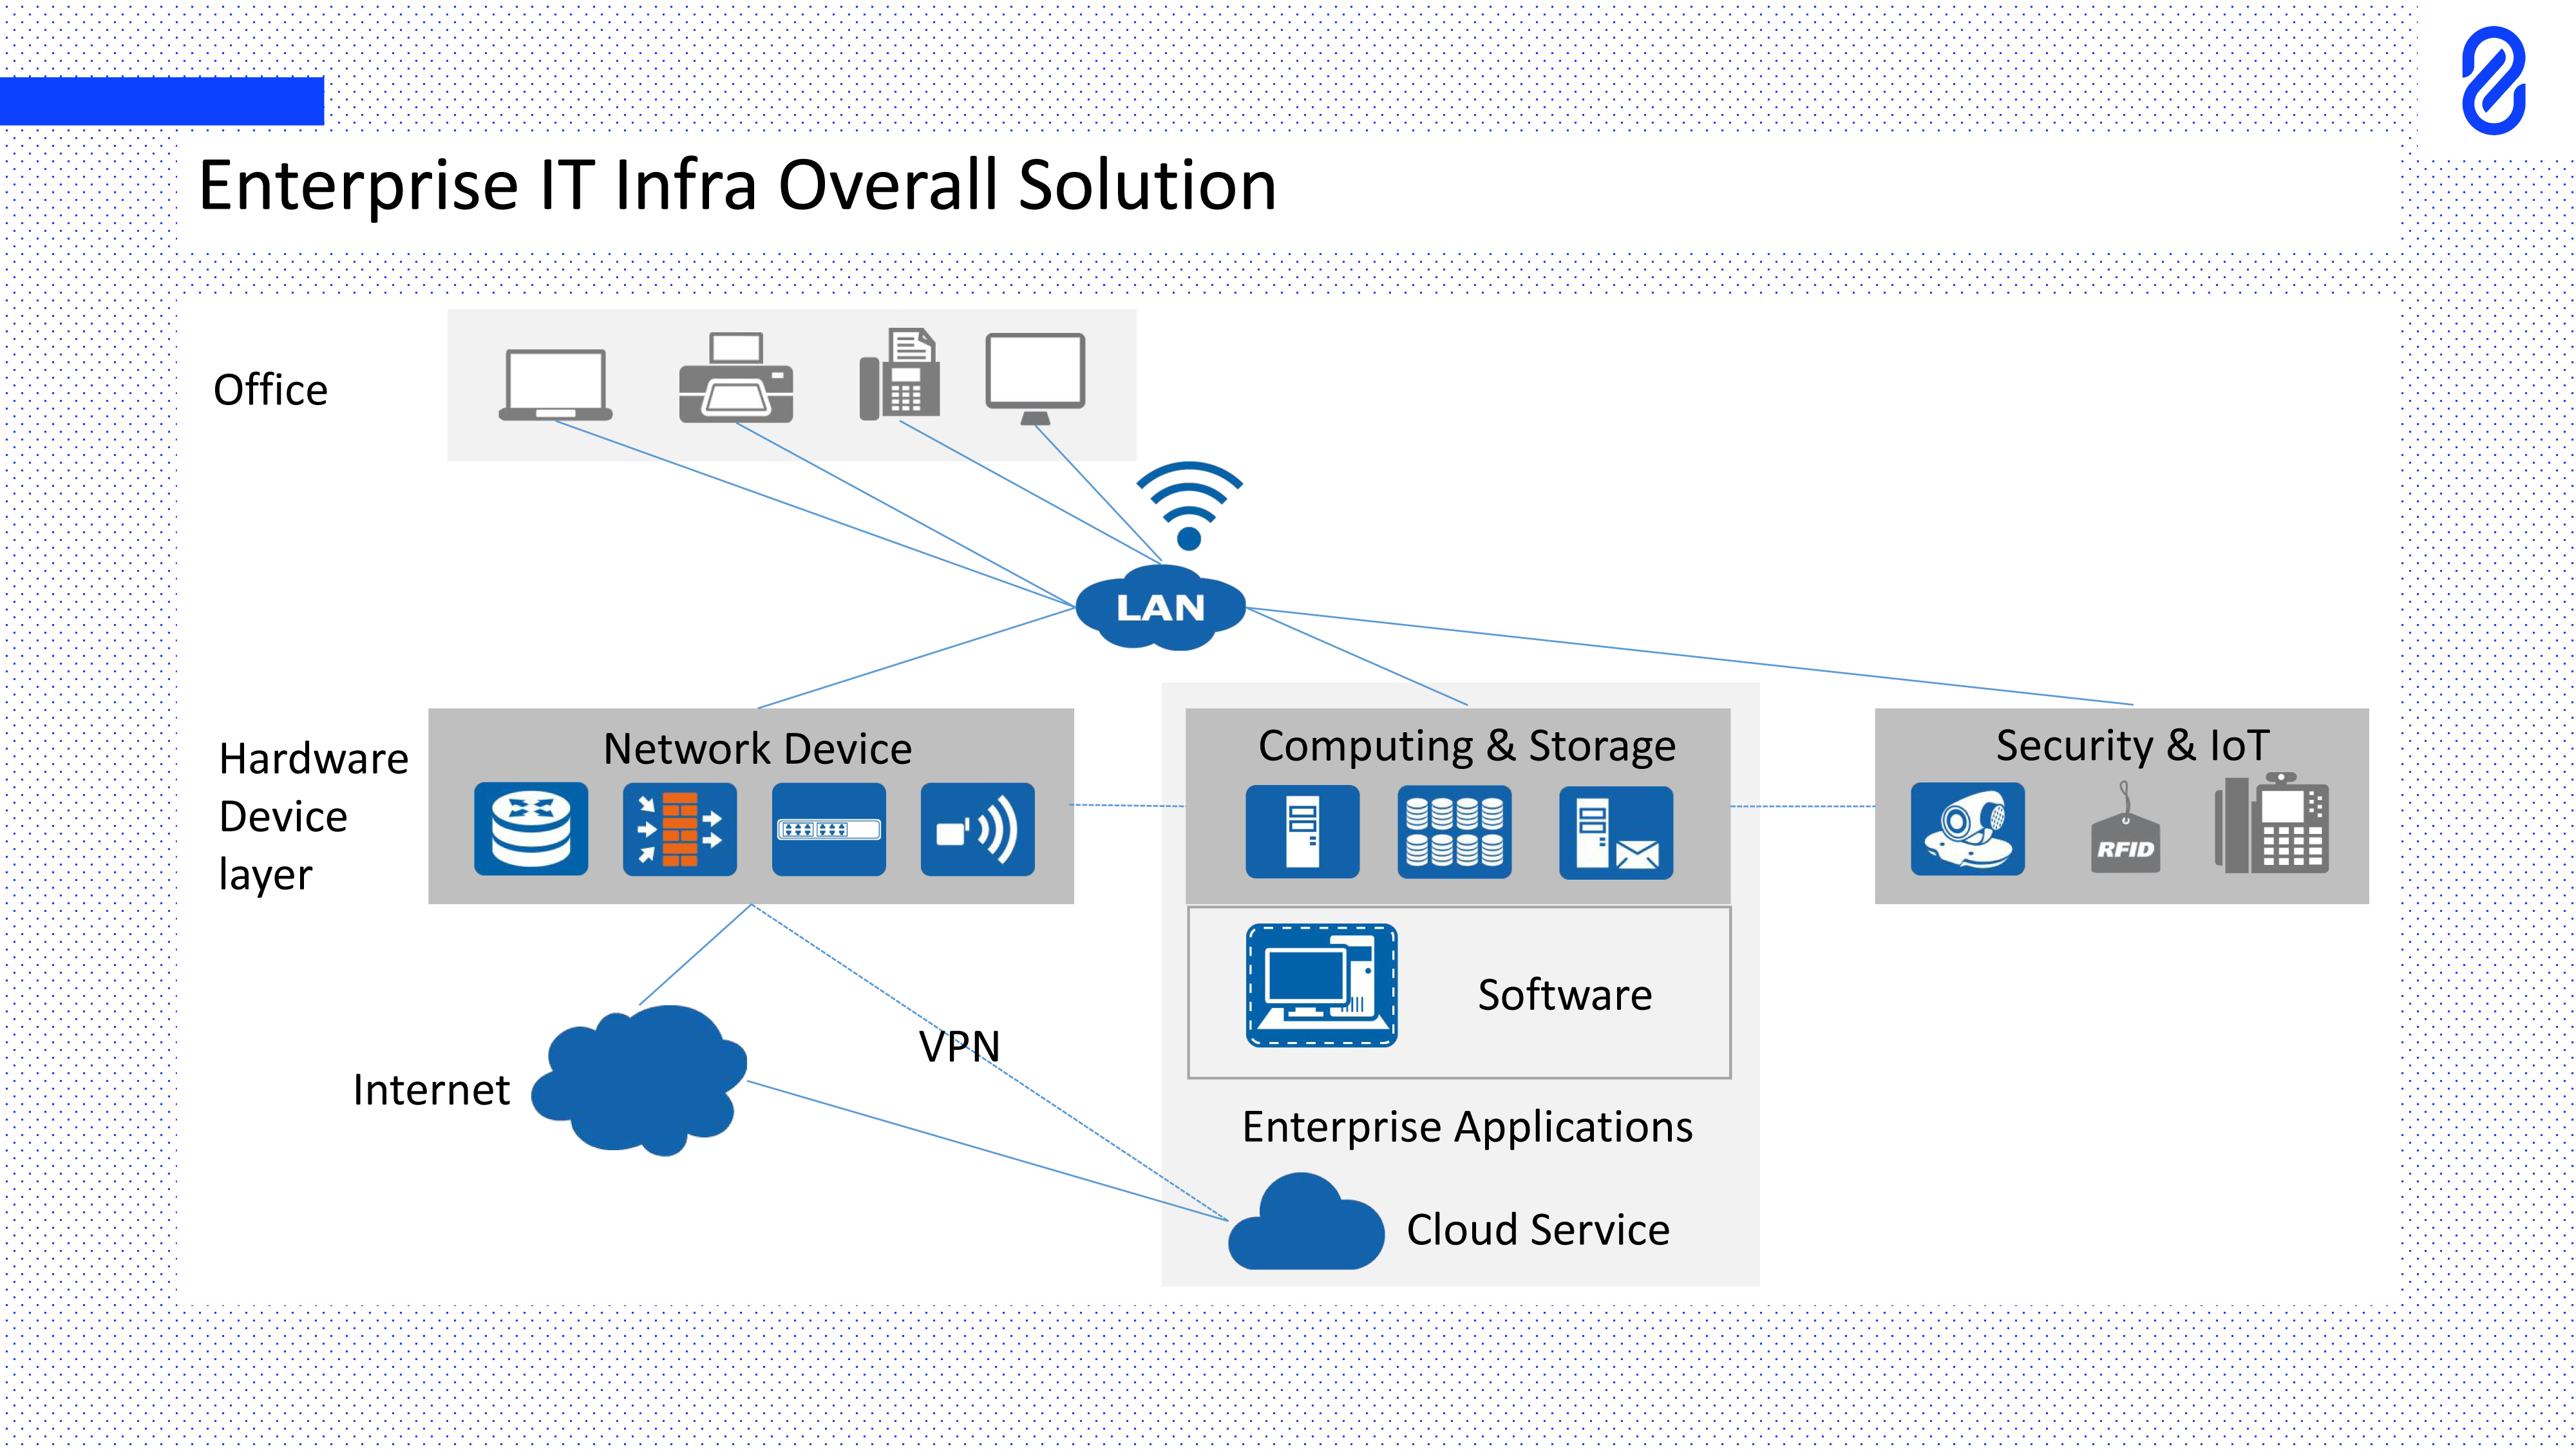 Enterprise IT Infra Overall Solution
Office
LAN
Hardware
Device
layer
Network Device
Computing & Storage
Security & IoT
RFID
Software
VPN
Internet
Enterprise Applications
Cloud Service